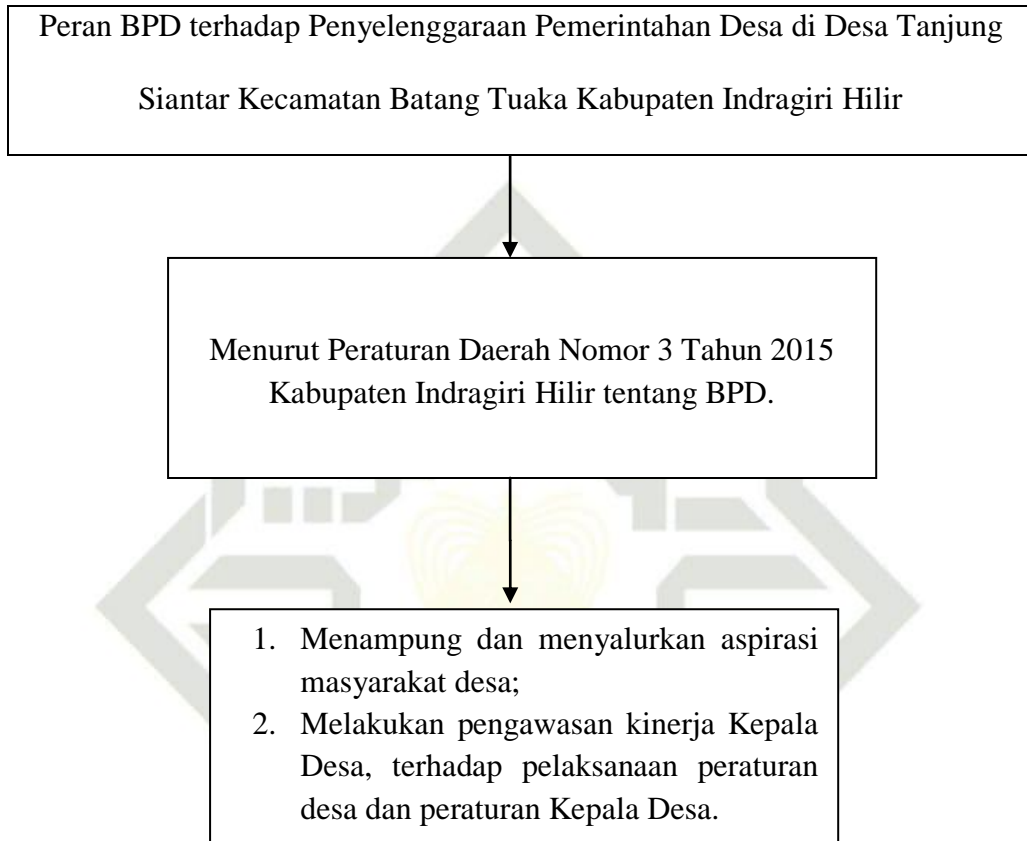 Peran BPD terhadap Penyelenggaraan Pemerintahan Desa di Desa Tanjung
Siantar Kecamatan Batang Tuaka Kabupaten Indragiri Hilir
Menurut Peraturan Daerah Nomor 3 Tahun 2015
Kabupaten Indragiri Hilir tentang BPD.
1. Menampung dan menyalurkan aspirasi
masyarakat desa;
2. Melakukan pengawasan kinerja Kepala
Desa, terhadap pelaksanaan peraturan
desa dan peraturan Kepala Desa.